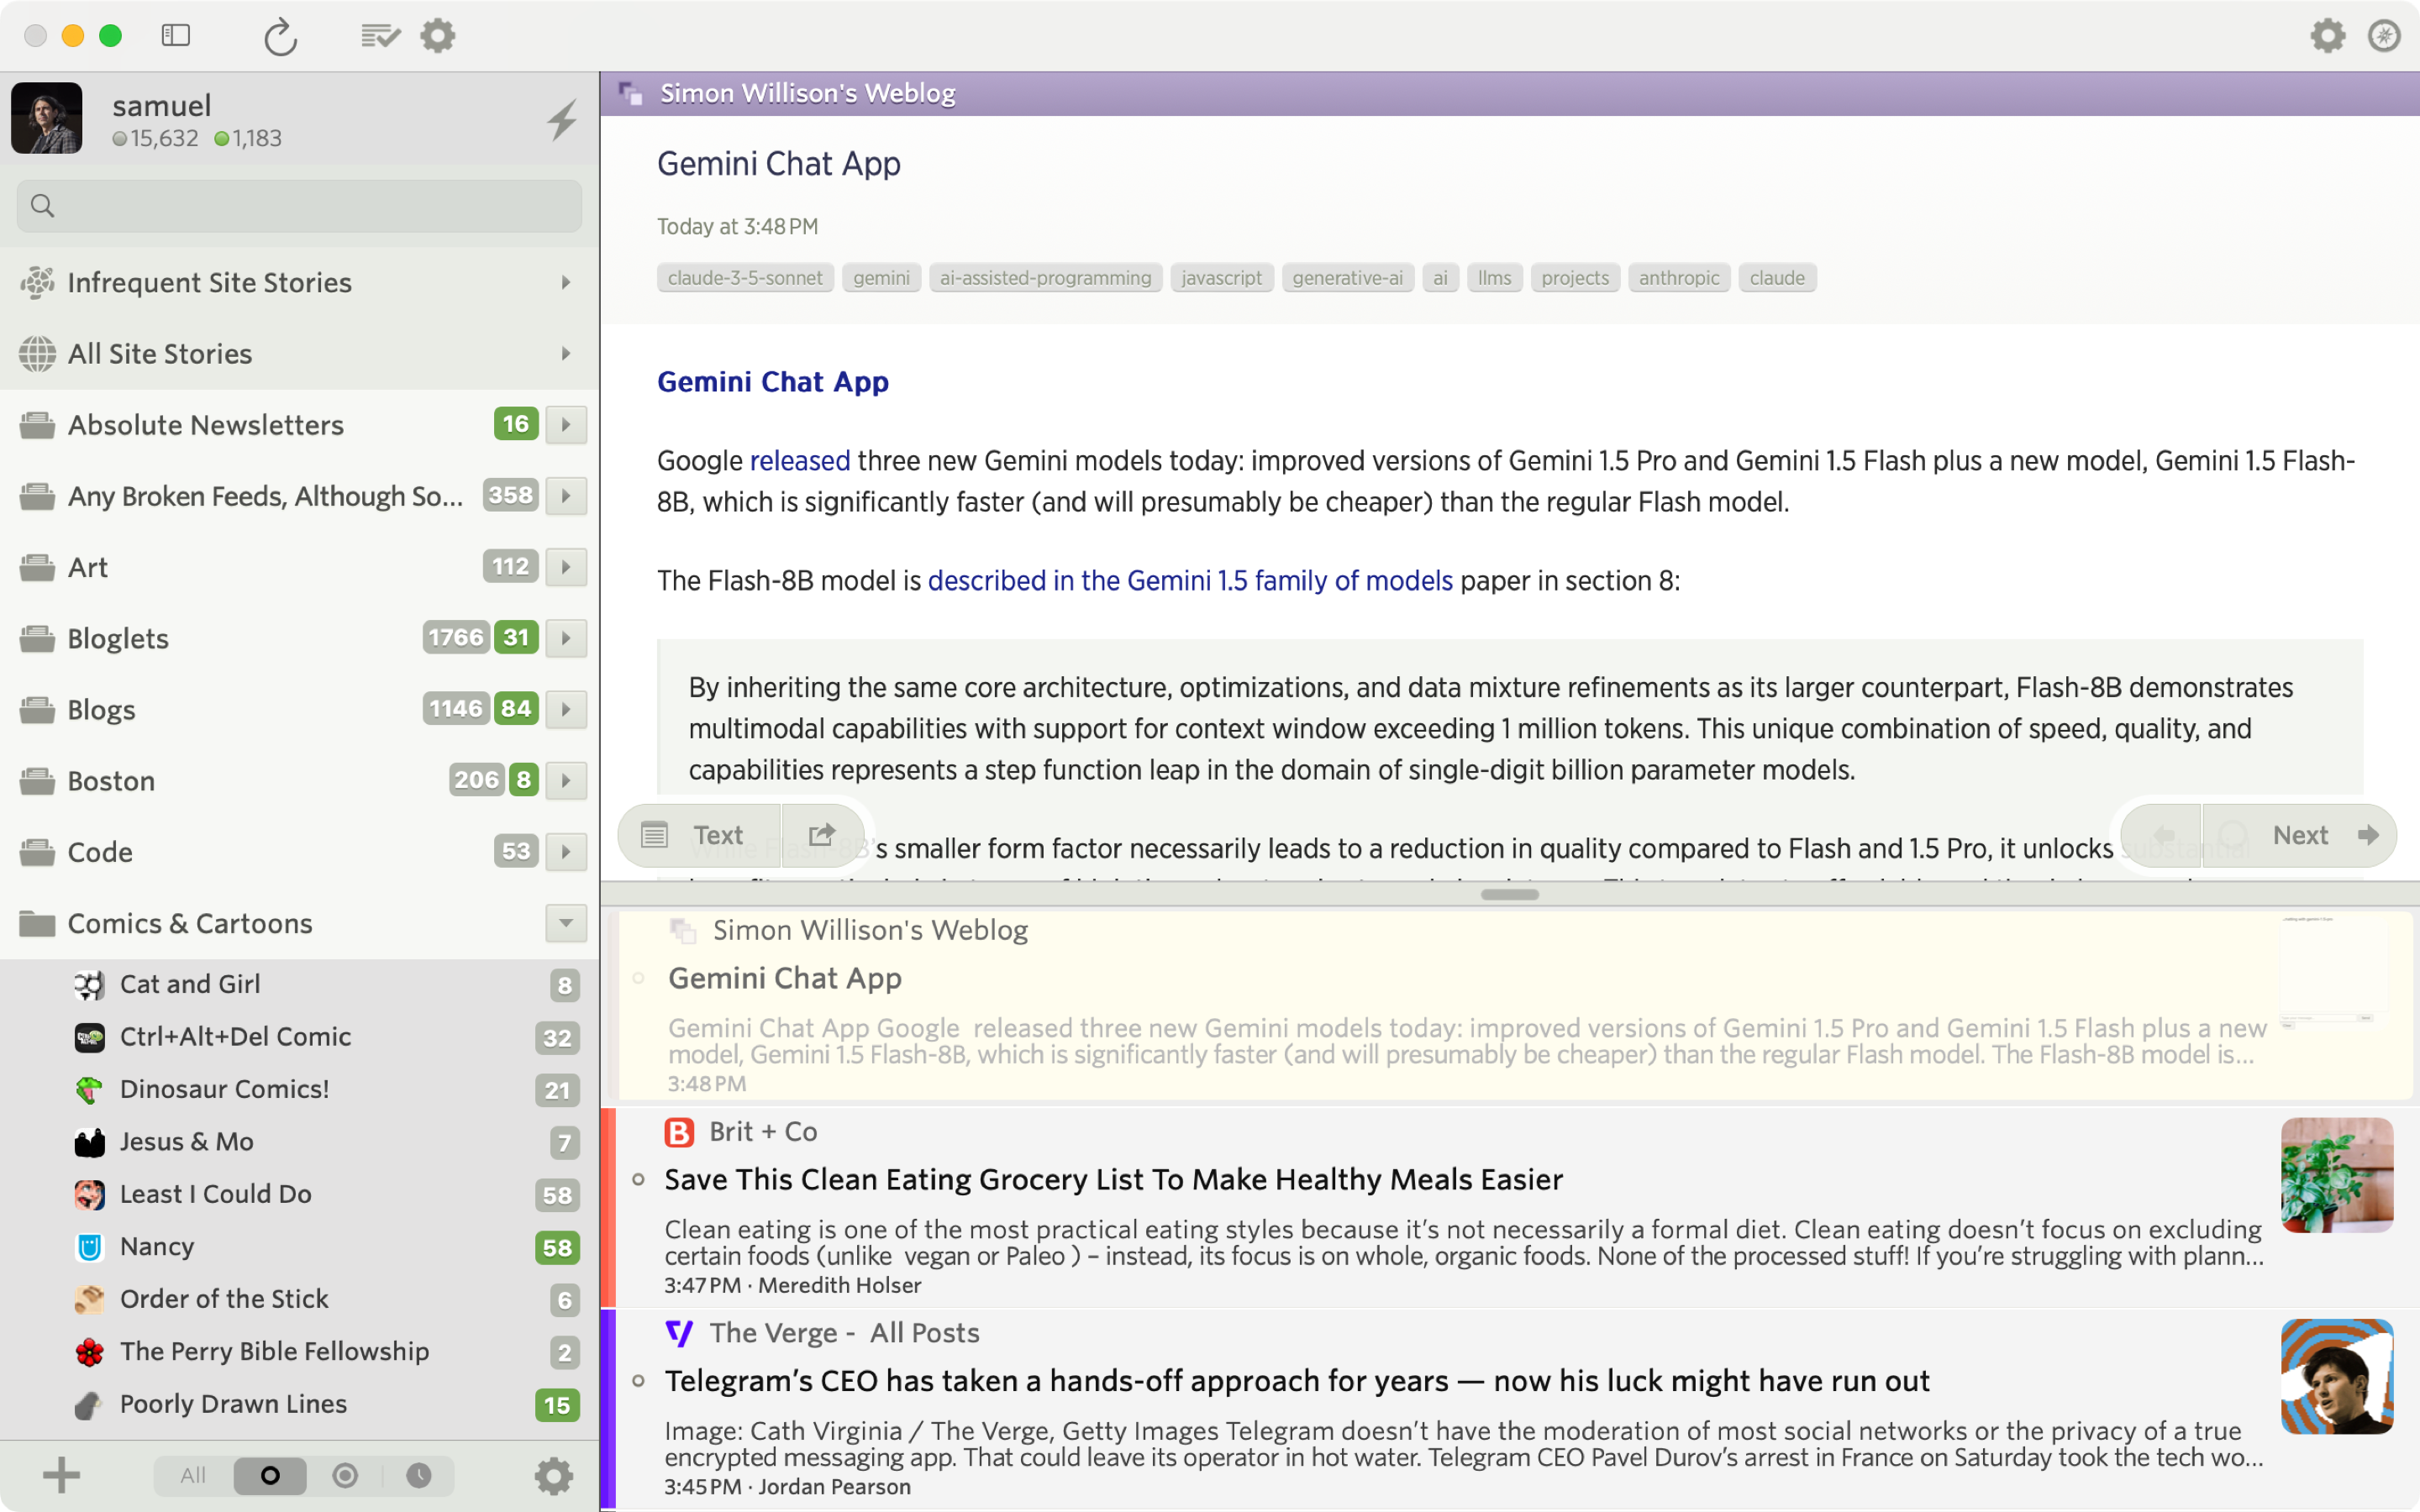 samuel
15,632 1,183
Infrequent Site Stories
All Site Stories
Absolute Newsletters 16
Any Broken Feeds, Although So... 358
Art 112
Bloglets 1766 31
Blogs 1146 84
Boston 206 8
Code 53
Comics & Cartoons
Cat and Girl 8
Ctrl+Alt+Del Comic 32
Dinosaur Comics! 21
Jesus & Mo 7
Least I Could Do 58
Nancy 58
Order of the Stick 6
The Perry Bible Fellowship 2
Poorly Drawn Lines 15
All
Simon Willison's Weblog
Gemini Chat App
Today at 3:48 PM
claude-3-5-sonnet gemini ai-assisted-programming javascript generative-ai ai llms projects anthropic claude
Gemini Chat App
Google released three new Gemini models today: improved versions of Gemini 1.5 Pro and Gemini 1.5 Flash plus a new model, Gemini 1.5 Flash-
8B, which is significantly faster (and will presumably be cheaper) than the regular Flash model.
The Flash-8B model is described in the Gemini 1.5 family of models paper in section 8:
By inheriting the same core architecture, optimizations, and data mixture refinements as its larger counterpart, Flash-8B demonstrates
multimodal capabilities with support for context window exceeding 1 million tokens. This unique combination of speed, quality, and
capabilities represents a step function leap in the domain of single-digit billion parameter models.
While Flash-8B's smaller form factor necessarily leads to a reduction in quality compared to Flash and 1.5 Pro, it unlocks substantial
Text
Next
Simon Willison's Weblog
Gemini Chat App
Gemini Chat App Google released three new Gemini models today: improved versions of Gemini 1.5 Pro and Gemini 1.5 Flash plus a new
model, Gemini 1.5 Flash-8B, which is significantly faster (and will presumably be cheaper) than the regular Flash model. The Flash-8B model is...
3:48 PM
Brit + Co
Save This Clean Eating Grocery List To Make Healthy Meals Easier
Clean eating is one of the most practical eating styles because it’s not necessarily a formal diet. Clean eating doesn’t focus on excluding
certain foods (unlike vegan or Paleo ) – instead, its focus is on whole, organic foods. None of the processed stuff! If you’re struggling with plann...
3:47 PM · Meredith Holser
The Verge - All Posts
Telegram’s CEO has taken a hands-off approach for years — now his luck might have run out
Image: Cath Virginia / The Verge, Getty Images Telegram doesn’t have the moderation of most social networks or the privacy of a true
encrypted messaging app. That could leave its operator in hot water. Telegram CEO Pavel Durov’s arrest in France on Saturday took the tech wo...
3:45 PM · Jordan Pearson